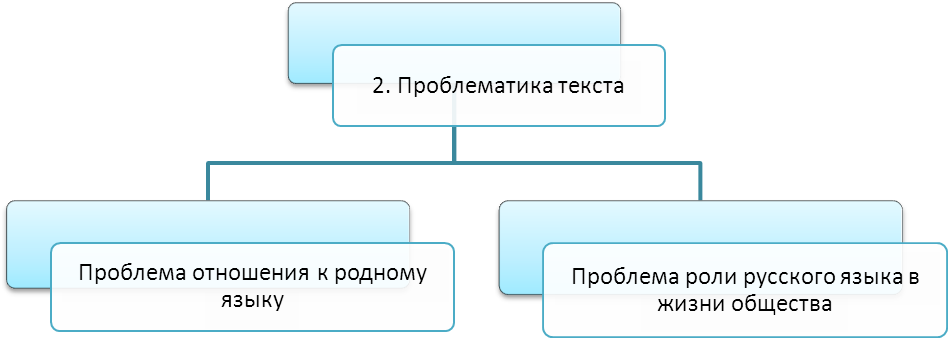 2. Проблематика текста
Проблема отношения к родному
языку
Проблема роли русского языка в
жизни общества